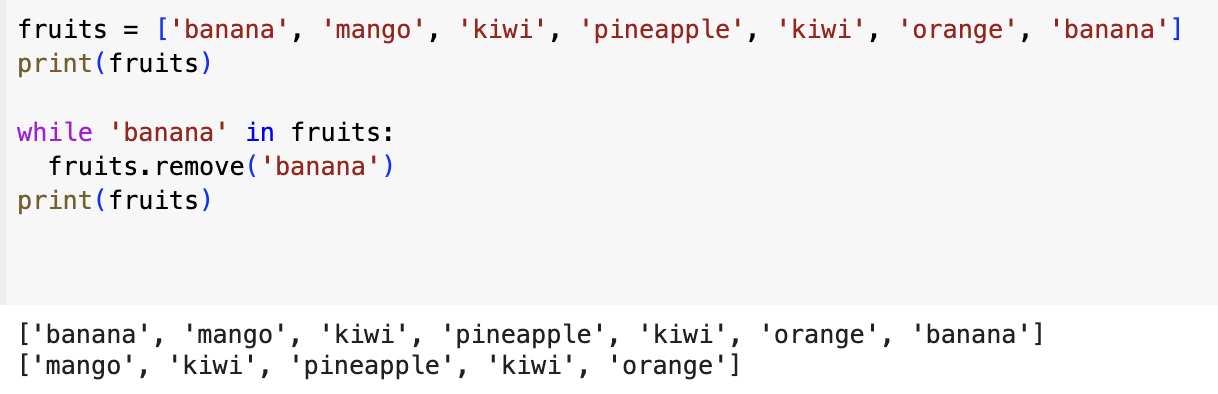 fruits = ['banana', 'mango', 'kiwi', 'pineapple', 'kiwi', 'orange', 'banana']
print(fruits)
while 'banana' in fruits:
  fruits.remove('banana')
print(fruits)
['banana', 'mango', 'kiwi', 'pineapple', 'kiwi', 'orange', 'banana']
['mango', 'kiwi', 'pineapple', 'kiwi', 'orange']